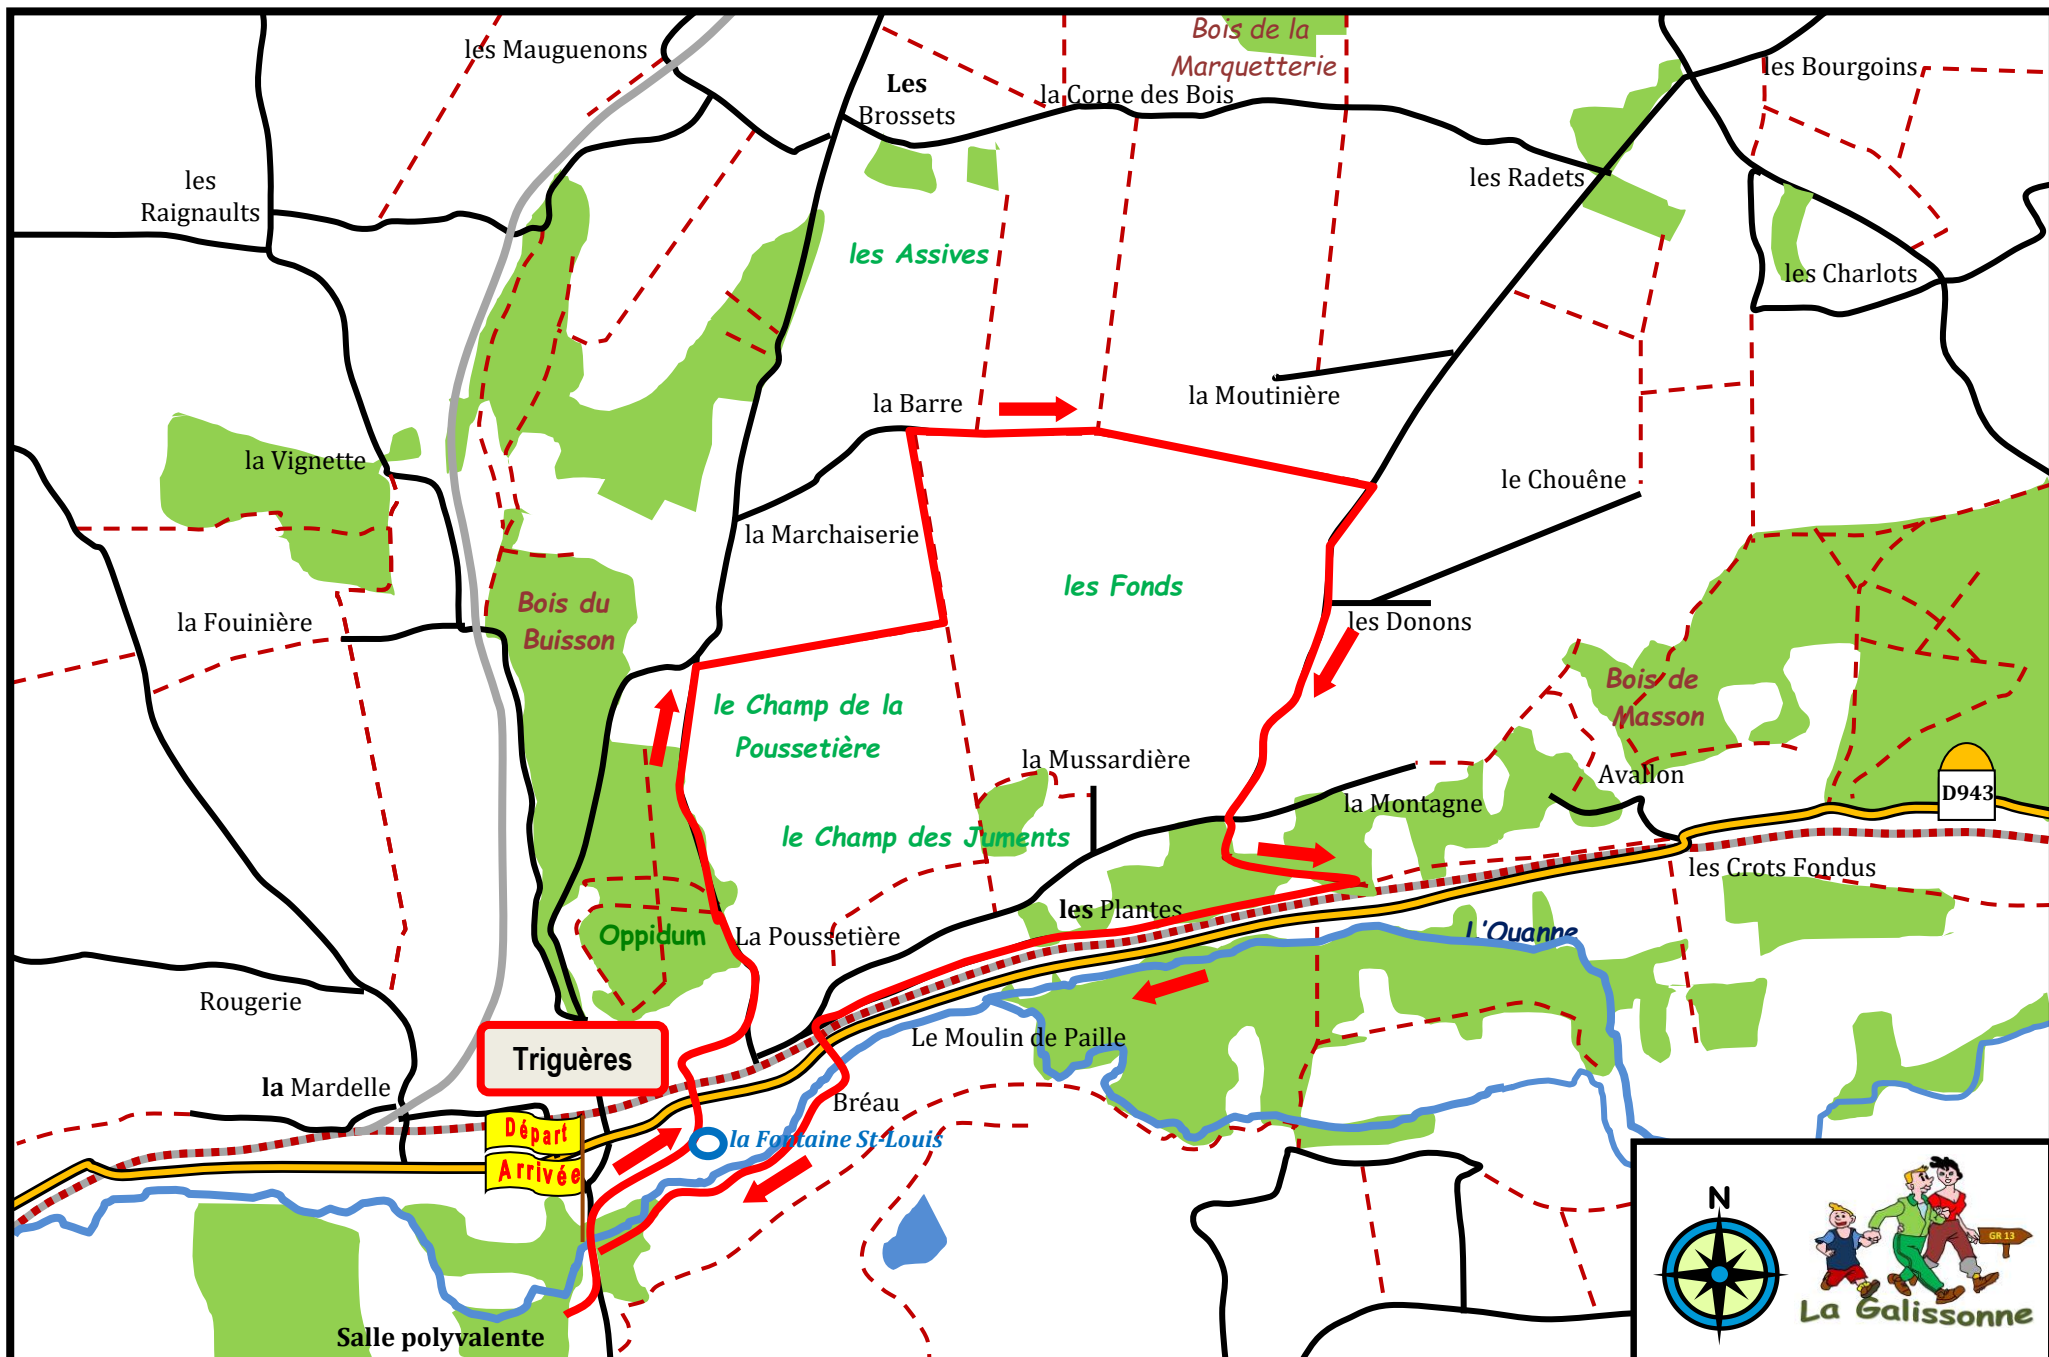 Bois de la
Marquetterie
les Mauguenons
les Bourgoins
Les
Brossets
la Corne des Bois
les
Raignaults
les Radets
les Assives
les Charlots
la Barre
la Moutinière
la Vignette
le Chouêne
la Marchaiserie
les Fonds
Bois du
Buisson
la Fouinière
les Donons
Bois de
Masson
le Champ de la
Poussetière
la Mussardière
Avallon
la Montagne
D943
le Champ des Juments
les Crots Fondus
les Plantes
Oppidum
La Poussetière
L'Ouanne
Rougerie
Le Moulin de Paille
Triguères
la Mardelle
Bréau
Départ
la Fontaine St-Louis
Arrivée
N
GR 13
La Galissonne
Salle polyvalente